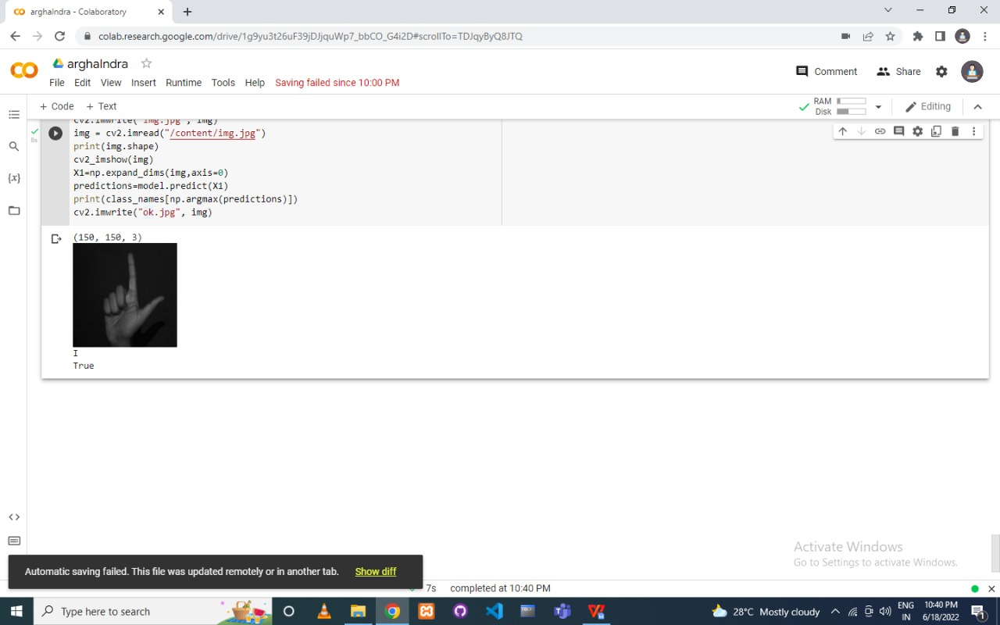 arghaIndra - Colaboratory
colab.research.google.com/drive/1g9yu3t26uF39jDJjquWp7_bbCO_G4i2D#scrollTo=TDJqyByQ8JTQ
arghaIndra
File Edit View Insert Runtime Tools Help Saving failed since 10:00 PM
Comment Share
+ Code + Text
RAM
Disk
Editing
cv2.imwrite("img.jpg", img)
img = cv2.imread("/content/img.jpg")
8s
print(img.shape)
cv2_imshow(img)
{x}
X1=np.expand_dims(img,axis=0)
predictions=model.predict(X1)
print(class_names[np.argmax(predictions)])
cv2.imwrite("ok.jpg", img)
(150, 150, 3)
I
True
Activate Windows
Go to Settings to activate Windows.
Automatic saving failed. This file was updated remotely or in another tab. Show diff
7s completed at 10:40 PM
Type here to search
28°C Mostly cloudy
ENG
IN
10:40 PM
6/18/2022
1